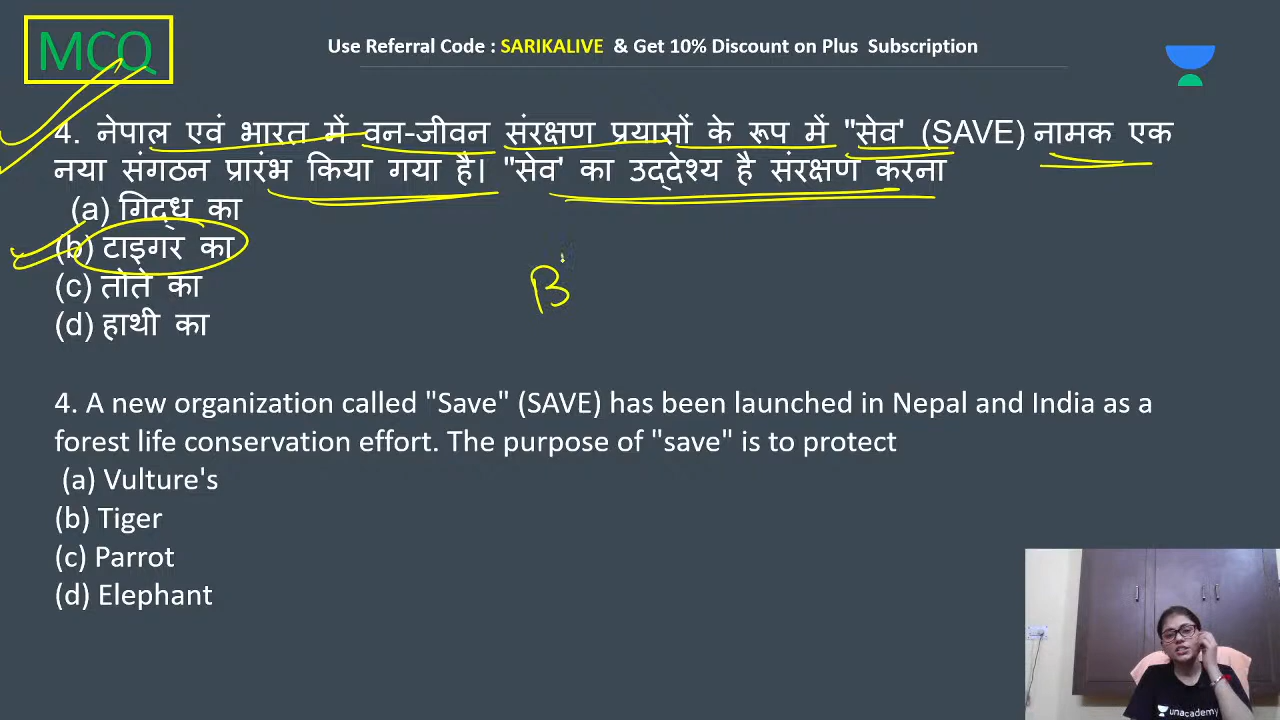 MCQ
Use Referral Code : SARIKALIVE & Get 10% Discount on Plus Subscription
4. नेपाल एवं भारत में वन-जीवन संरक्षण प्रयासों के रूप में "सेव' (SAVE) नामक एक
नया संगठन प्रारंभ किया गया है। "सेव' का उद्देश्य है संरक्षण करना
(a) गिद्ध का
(b) टाइगर का
(c) तोते का
(d) हाथी का
B
4. A new organization called "Save" (SAVE) has been launched in Nepal and India as a
forest life conservation effort. The purpose of "save" is to protect
(a) Vulture's
(b) Tiger
(c) Parrot
(d) Elephant
unacademy